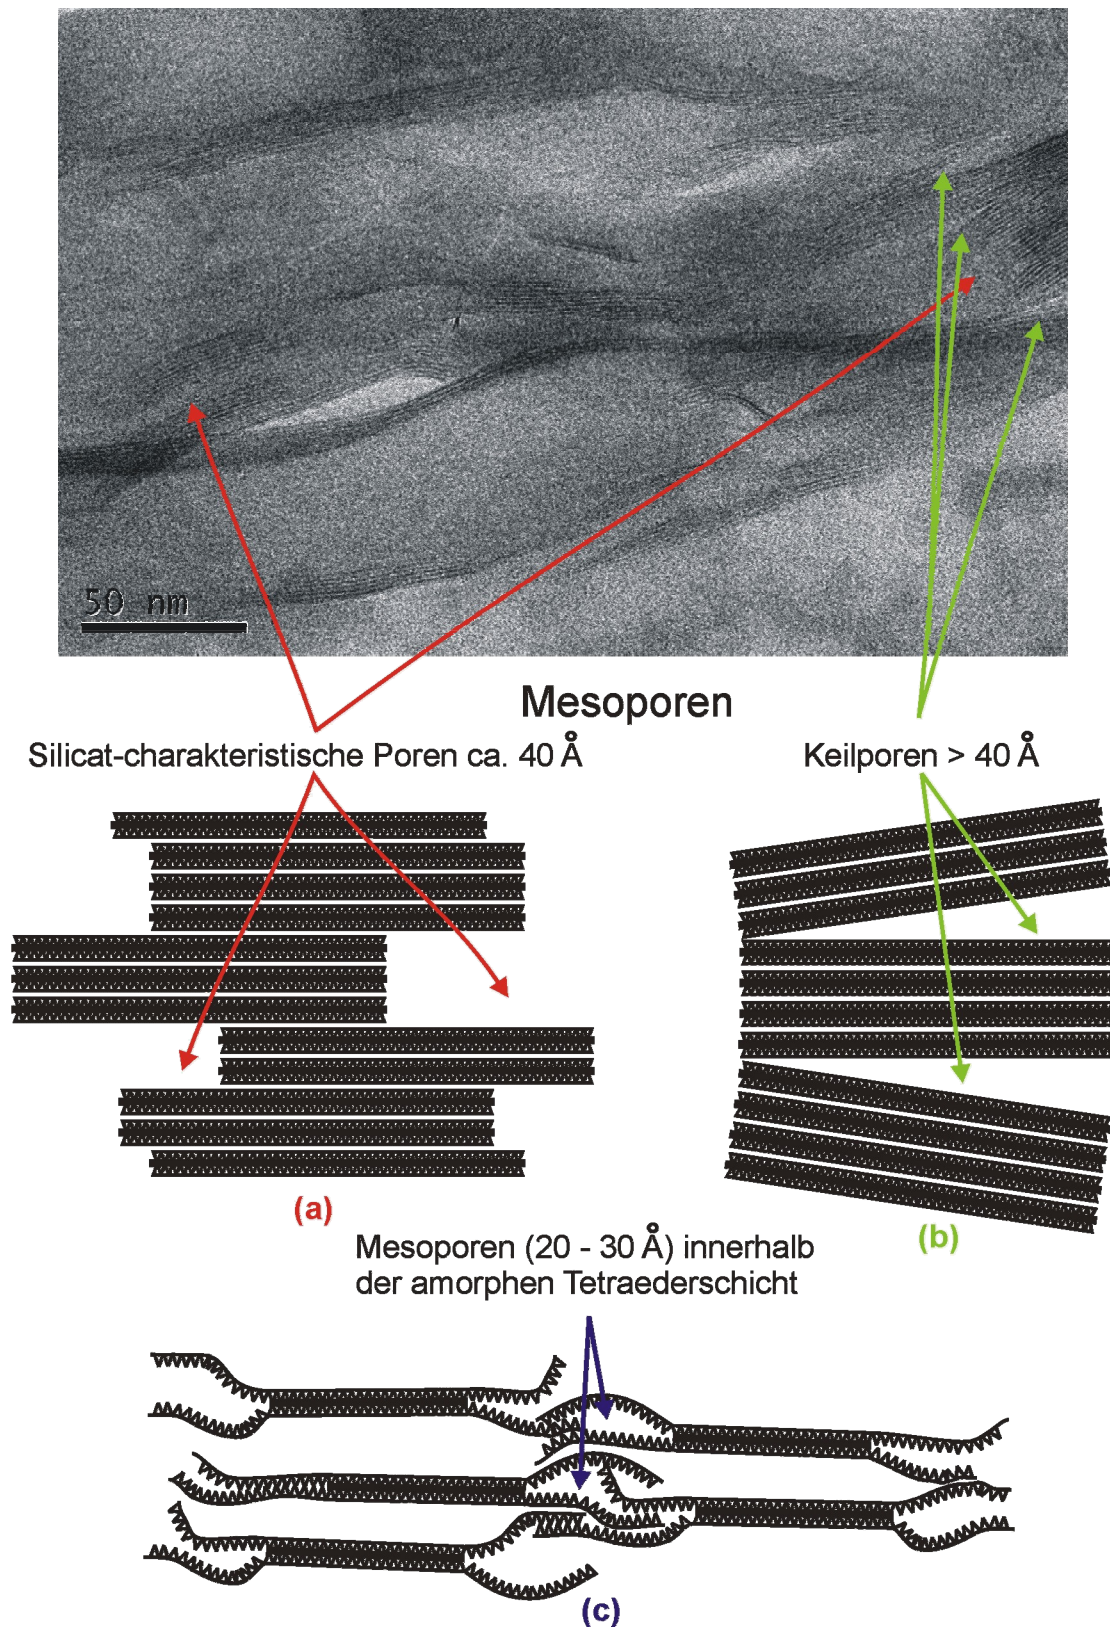 50 nm
Mesoporen
Silicat-charakteristische Poren ca. 40 Å
Keilporen > 40 Å
(a)
(b)
Mesoporen (20 - 30 Å) innerhalb
der amorphen Tetraederschicht
(c)